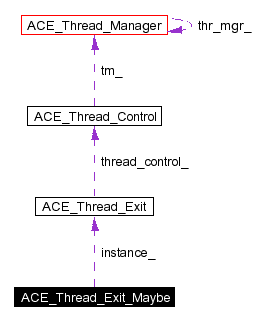 ACE_Thread_Manager
thr_mgr_
tm_
ACE_Thread_Control
thread_control_
ACE_Thread_Exit
instance_
ACE_Thread_Exit_Maybe